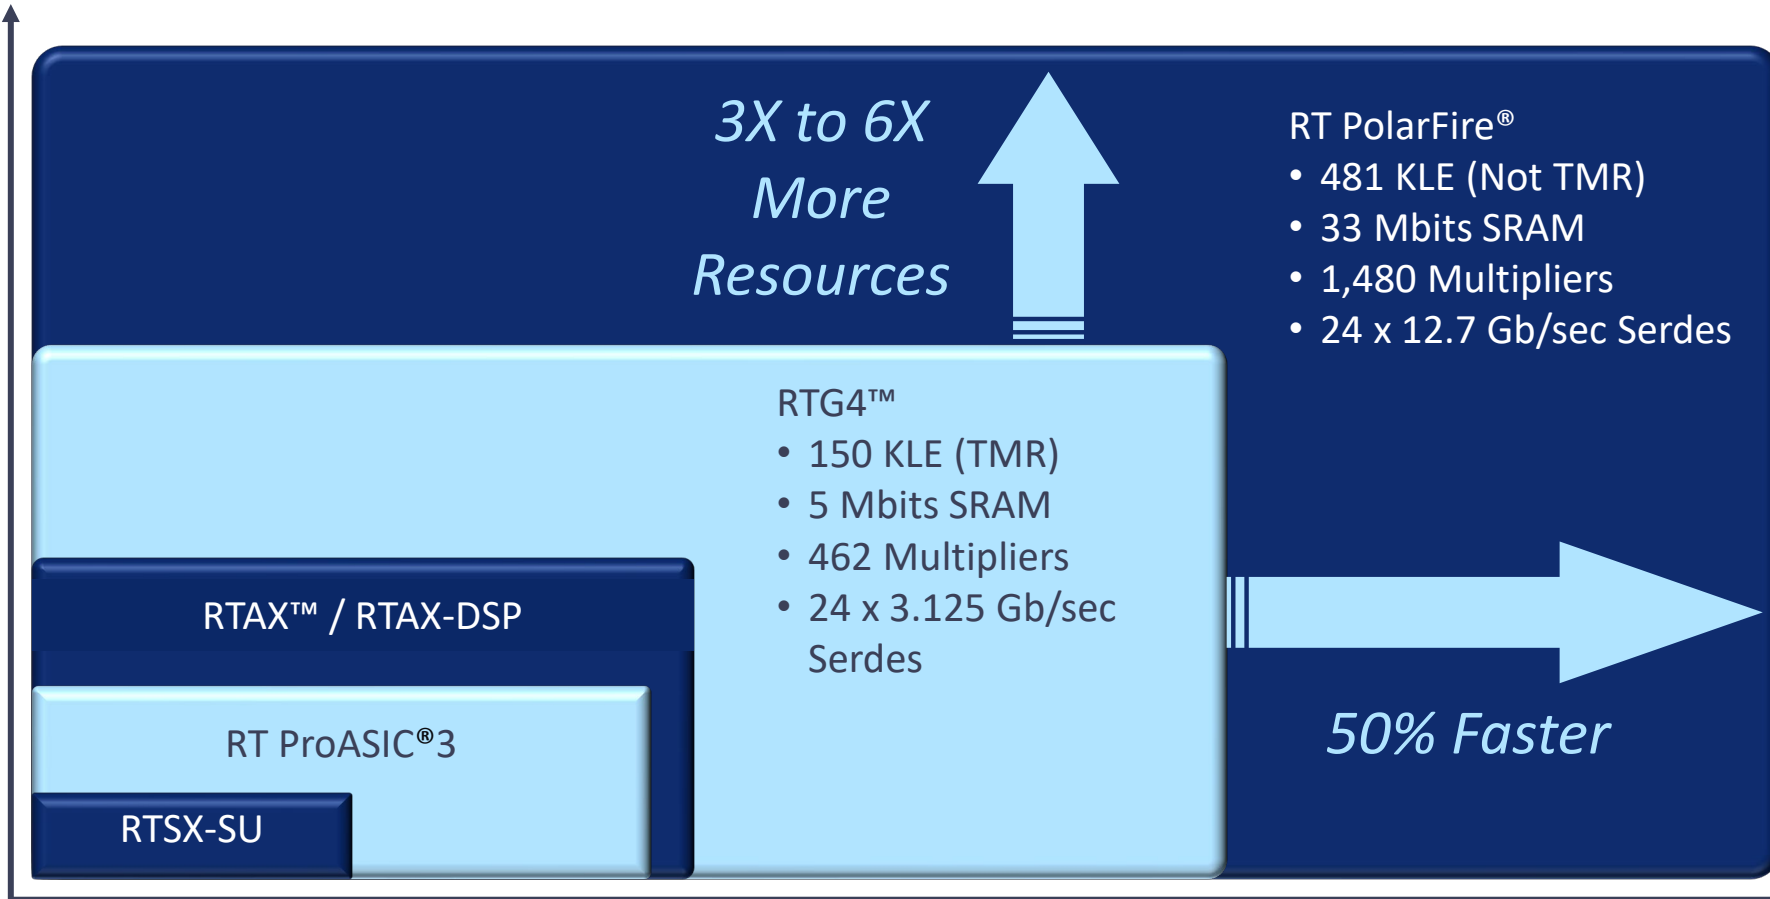 3X to 6X
More
Resources
RT PolarFire®
• 481 KLE (Not TMR)
• 33 Mbits SRAM
• 1,480 Multipliers
• 24 x 12.7 Gb/sec Serdes
RTG4™
• 150 KLE (TMR)
• 5 Mbits SRAM
• 462 Multipliers
• 24 x 3.125 Gb/sec
Serdes
RTAX™ / RTAX-DSP
50% Faster
RT ProASIC®3
RTSX-SU